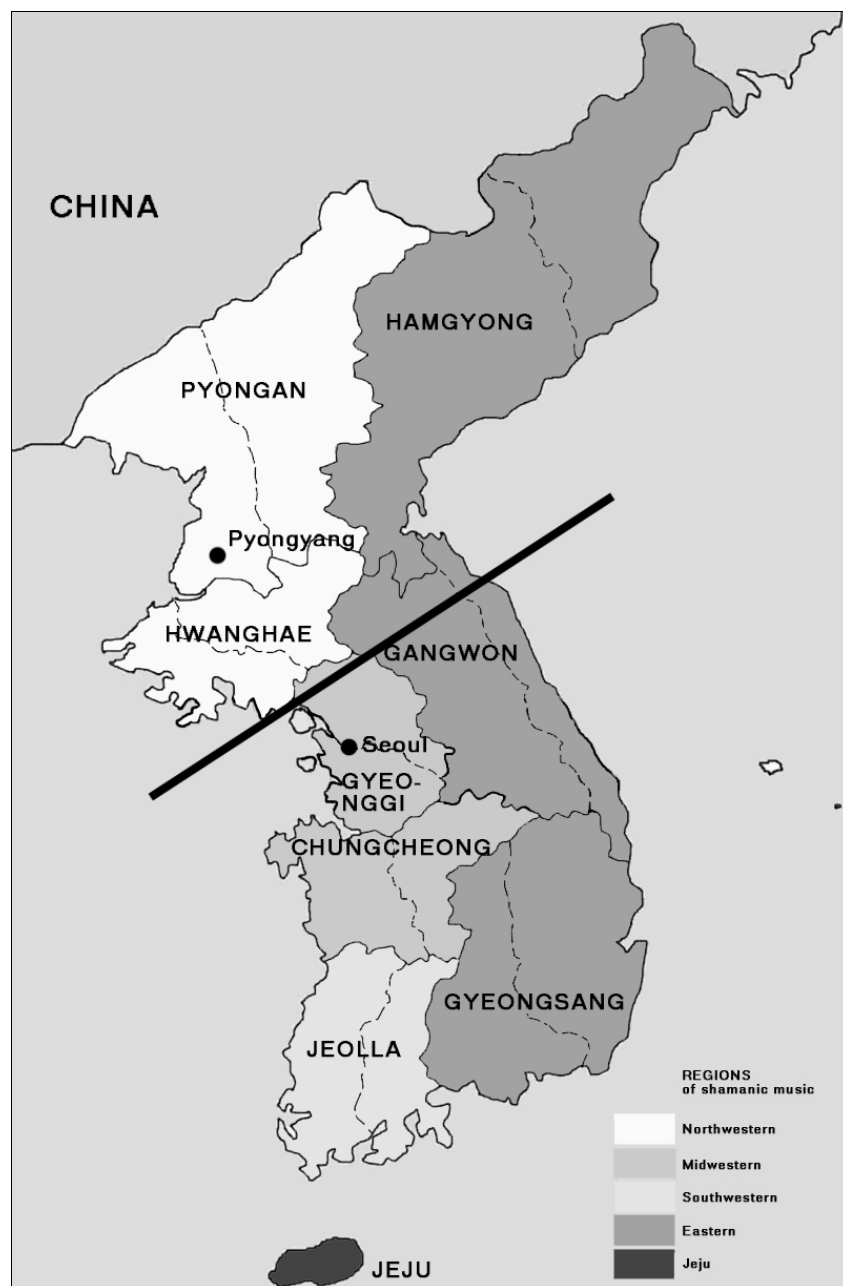 CHINA
HAMGYONG
PYONGAN
Pyongyang
HWANGHAE
GANGWON
Seoul
GYEO-
NGGI
CHUNGCHEONG
GYEONGSANG
JEOLLA
JEJU
REGIONS
of shamanic music
Northwestern
Midwestern
Southwestern
Eastern
Jeju